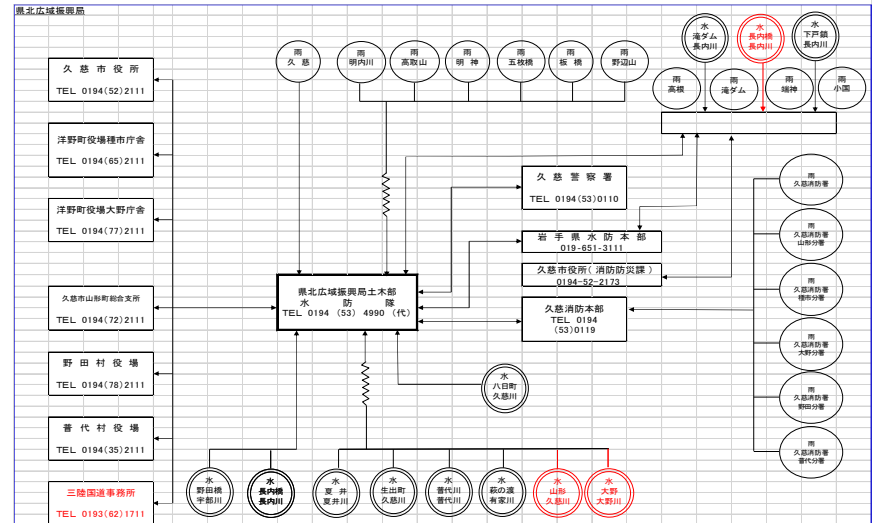 県北広域振興局
久慈市役所
TEL 0194(52)2111
洋野町役場種市庁舎
TEL 0194(65)2111
洋野町役場大野庁舎
TEL 0194(77)2111
久慈市山形町総合支所
TEL 0194(72)2111
野田村役場
TEL 0194(78)2111
普代村役場
TEL 0194(35)2111
三陸国道事務所
TEL 0193(62)1711
雨
久慈
雨
明内川
雨
高取山
雨
明神
雨
五枚橋
雨
板橋
雨
野辺山
水
滝ダム
長内川
水
長内橋
長内川
水
下戸鎖
長内川
雨
高根
雨
滝ダム
雨
端神
雨
小国
久慈警察署
TEL 0194(53)0110
岩手県水防本部
019-651-3111
久慈市役所(消防防災課)
0194-52-2173
久慈消防本部
TEL 0194
(53)0119
県北広域振興局土木部
水防隊
TEL 0194 (53) 4990 (代)
雨
久慈消防署
雨
久慈消防署
山形分署
雨
久慈消防署
種市分署
雨
久慈消防署
大野分署
雨
久慈消防署
野田分署
雨
久慈消防署
普代分署
水
八日町
久慈川
水
野田橋
宇部川
水
長内橋
長内川
水
夏井
夏井川
水
生出町
久慈川
水
普代川
普代川
水
萩の渡
有家川
水
山形
久慈川
水
大野
大野川